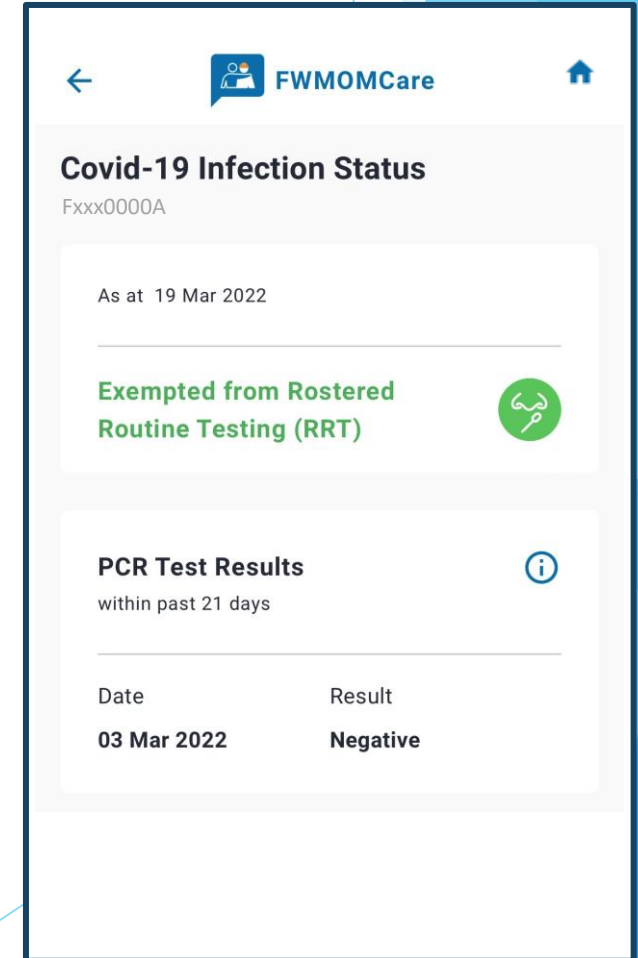 FWMOMCare
Covid-19 Infection Status
Fxxx0000A
As at 19 Mar 2022
Exempted from Rostered
Routine Testing (RRT)
PCR Test Results
within past 21 days
Date Result
03 Mar 2022 Negative